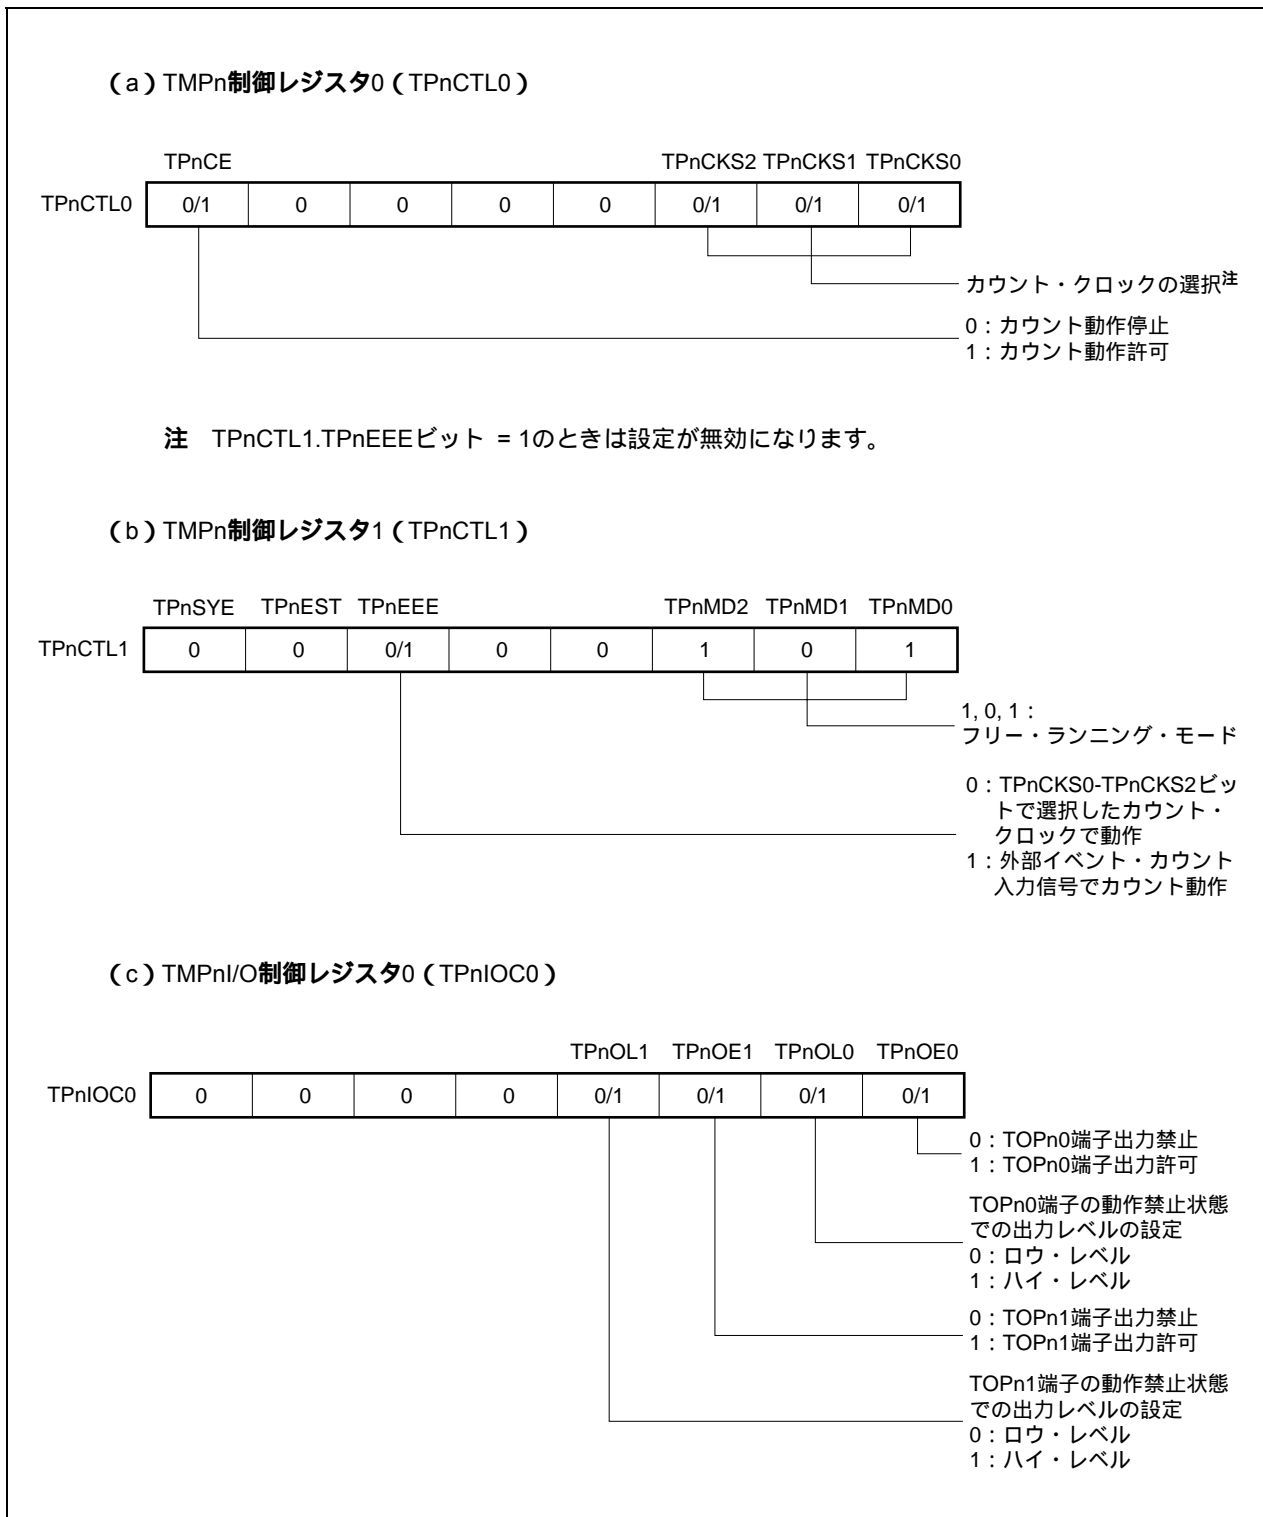 （a）TMPn制御レジスタ0（TPnCTL0）
TPnCE TPnCKS2 TPnCKS1 TPnCKS0
TPnCTL0 0/1 0 0 0 0 0/1 0/1 0/1
カウント・クロックの選択注
0：カウント動作停止
1：カウント動作許可
注 TPnCTL1.TPnEEEビット = 1のときは設定が無効になります。
（b）TMPn制御レジスタ1（TPnCTL1）
TPnSYE TPnEST TPnEEE TPnMD2 TPnMD1 TPnMD0
TPnCTL1 0 0 0/1 0 0 1 0 1
1, 0, 1：
フリー・ランニング・モード
0：TPnCKS0-TPnCKS2ビッ
トで選択したカウント・
クロックで動作
1：外部イベント・カウント
入力信号でカウント動作
（c）TMPnI/O制御レジスタ0（TPnIOC0）
TPnOL1 TPnOE1 TPnOL0 TPnOE0
TPnIOC0 0 0 0 0 0/1 0/1 0/1 0/1
0：TOPn0端子出力禁止
1：TOPn0端子出力許可
TOPn0端子の動作禁止状態
での出力レベルの設定
0：ロウ・レベル
1：ハイ・レベル
0：TOPn1端子出力禁止
1：TOPn1端子出力許可
TOPn1端子の動作禁止状態
での出力レベルの設定
0：ロウ・レベル
1：ハイ・レベル